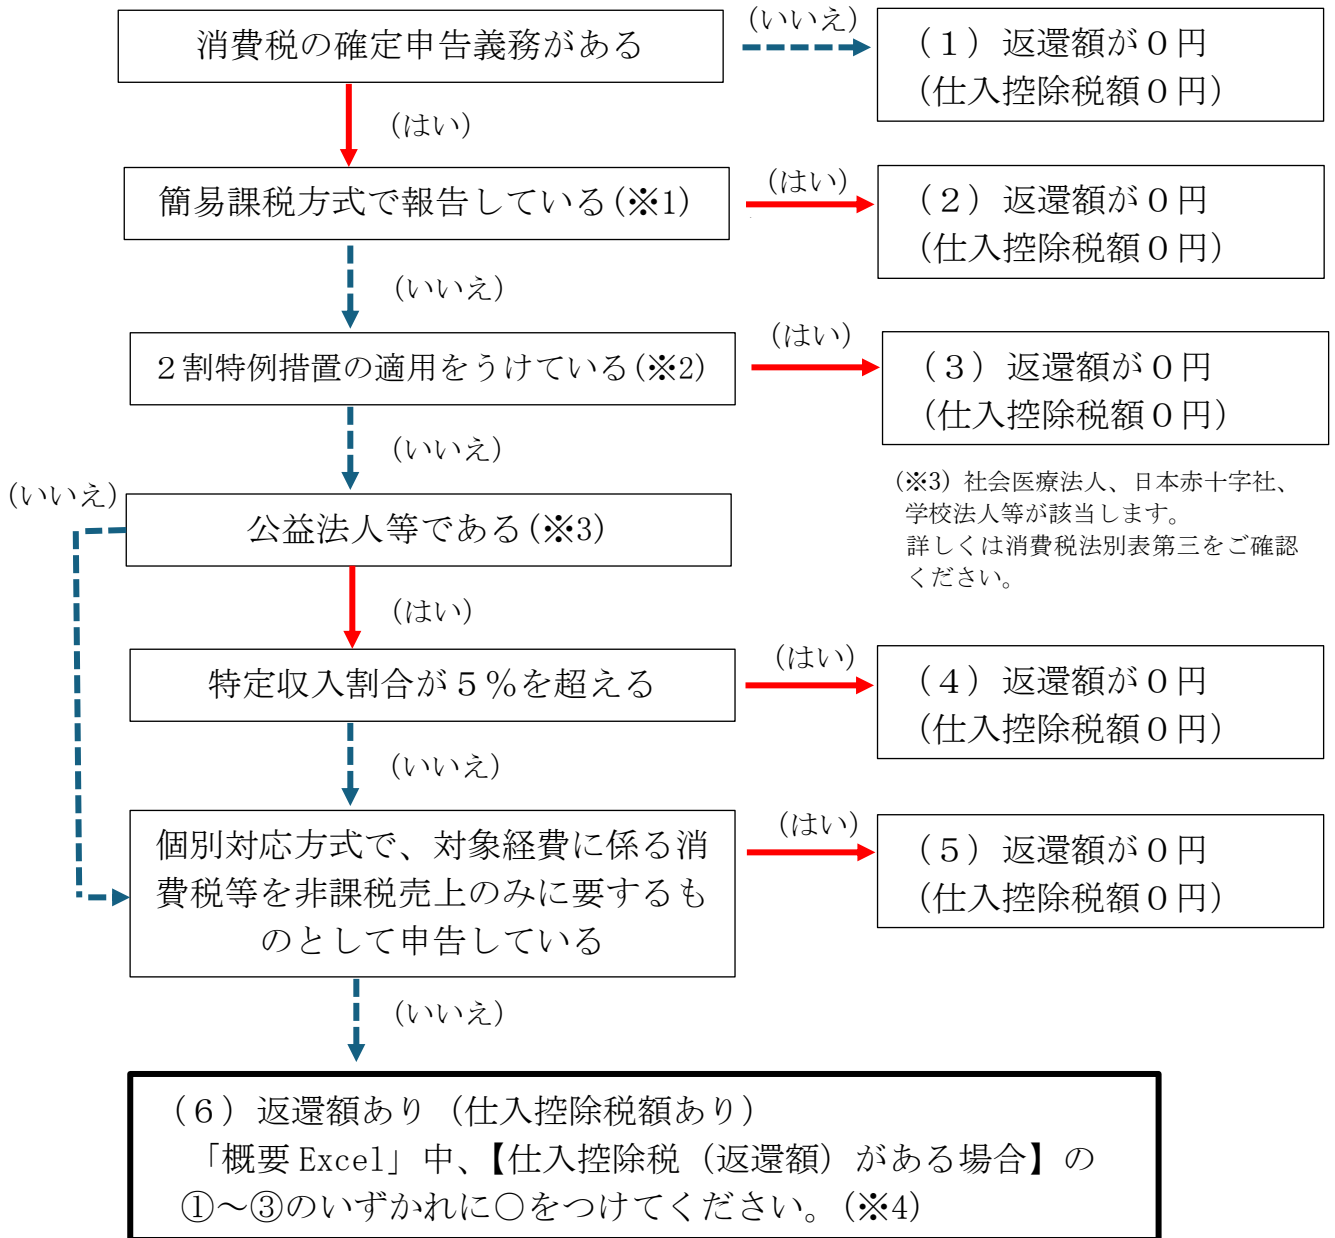 消費税の確定申告義務がある
(いいえ)
(１）返還額が０円
(仕入控除税額０円)
(はい)
簡易課税方式で報告している(※1)
(はい)
(２）返還額が０円
(仕入控除税額０円)
(いいえ)
２割特例措置の適用をうけている(※2)
(はい)
(３）返還額が０円
(仕入控除税額０円)
(いいえ)
(いいえ)
公益法人等である(※3)
(※3) 社会医療法人、日本赤十字社、
学校法人等が該当します。
詳しくは消費税法別表第三をご確認
ください。
(はい)
特定収入割合が５％を超える
(はい)
(４）返還額が０円
(仕入控除税額０円)
(いいえ)
個別対応方式で、対象経費に係る消
費税等を非課税売上のみに要するも
のとして申告している
(はい)
(５）返還額が０円
(仕入控除税額０円)
(いいえ)
(６）返還額あり (仕入控除税額あり)
「概要 Excel」中、【仕入控除税（返還額）がある場合】の
①～③のいずかれに○をつけてください。(※4)